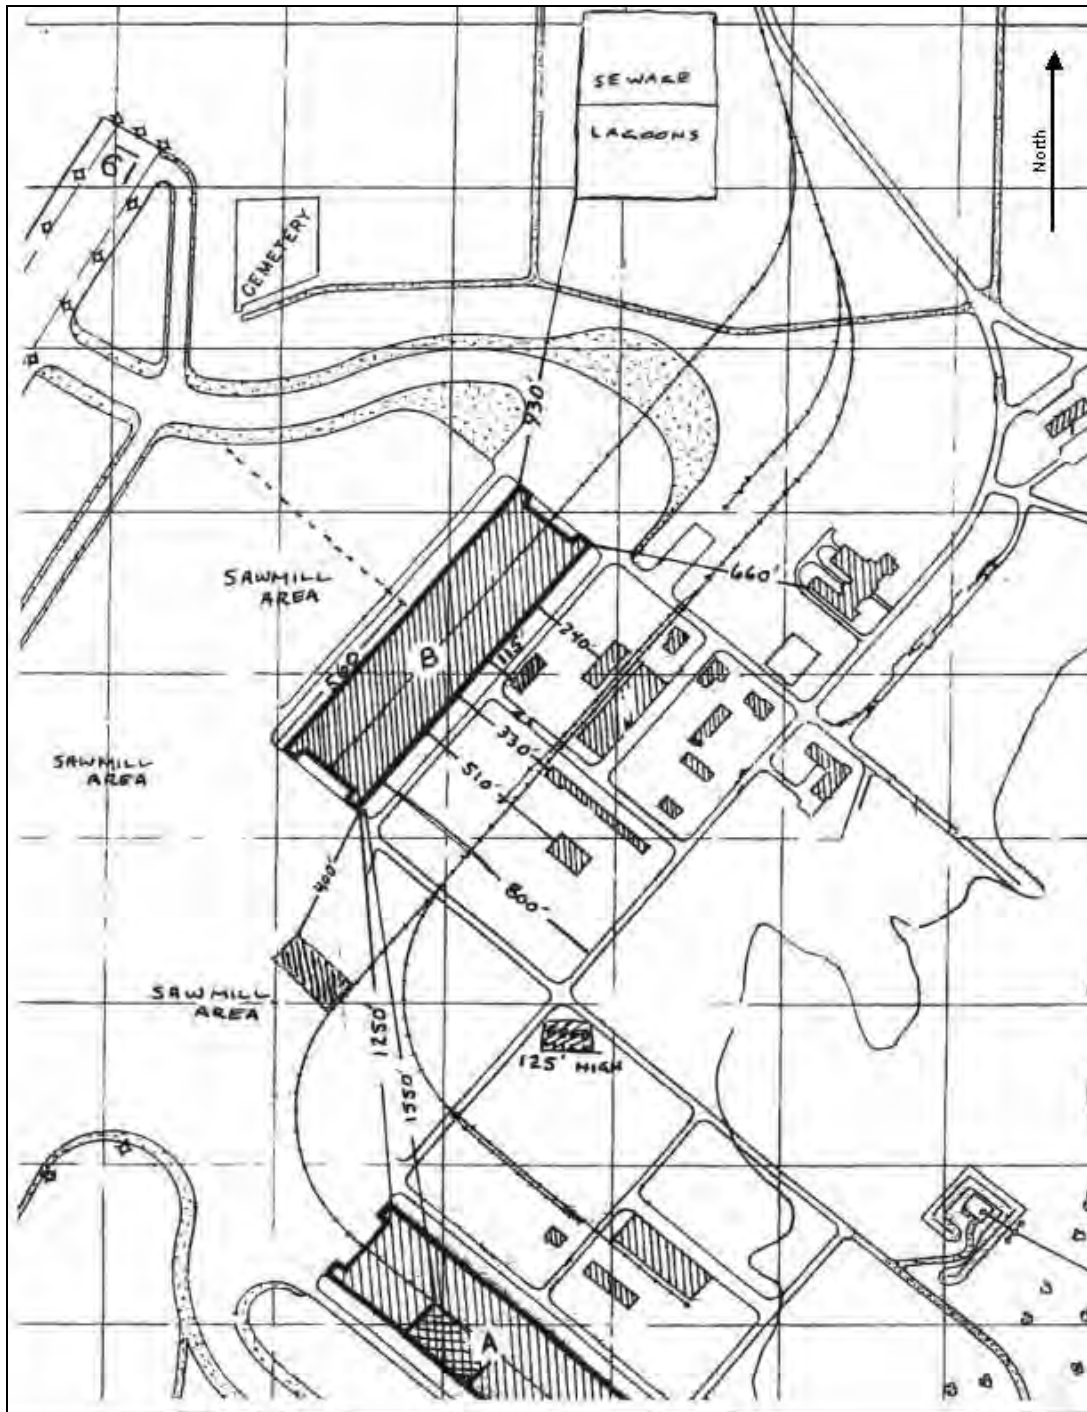 SEWAGE
LAGOONS
North
19
CEMETERY
930'
660'
SAWMILL
AREA
240'
115'
B
560
330'
SAWMILL
AREA
510'
400'
800'
SAWMILL
AREA
1250'
125' HIGH
1550'
A